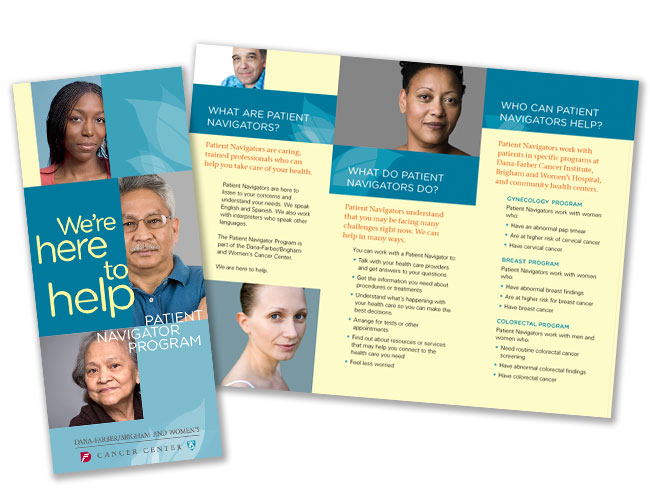 We're
here
to
help
PATIENT
NAVIGATOR
PROGRAM
DANA-FARBER/BRIGHAM AND WOMEN'S
CANCER CENTER
WHAT ARE PATIENT
NAVIGATORS?
Patient Navigators are caring,
trained professionals who can
help you take care of your health.
Patient Navigators are here to
listen to your concerns and
understand your needs. We speak
English and Spanish. We also work
with interpreters who speak other
languages.
The Patient Navigator Program is
part of the Dana-Farber/Brigham
and Women's Cancer Center.
We are here to help.
WHAT DO PATIENT
NAVIGATORS DO?
Patient Navigators understand
that you may be facing many
challenges right now. We can
help in many ways.
You can work with a Patient Navigator to:
• Talk with your health care providers
and get answers to your questions
• Get the information you need about
procedures or treatments
• Understand what's happening with
your health care so you can make the
best decisions
• Arrange for tests or other
appointments
• Find out about resources or services
that may help you connect to the
health care you need
• Feel less worried
WHO CAN PATIENT
NAVIGATORS HELP?
Patient Navigators work with
patients in specific programs at
Dana-Farber Cancer Institute,
Brigham and Women's Hospital,
and community health centers.
GYNECOLOGY PROGRAM
Patient Navigators work with women
who:
• Have an abnormal pap smear
• Are at risk of cervical cancer
• Have cervical cancer
BREAST PROGRAM
Patient Navigators work with women
who:
• Have abnormal breast findings
• Are at high risk for breast cancer
• Have breast cancer
COLORECTAL PROGRAM
Patient Navigators work with men and
women who:
• Need routine colorectal cancer
screening
• Have abnormal colorectal findings
• Have colorectal cancer